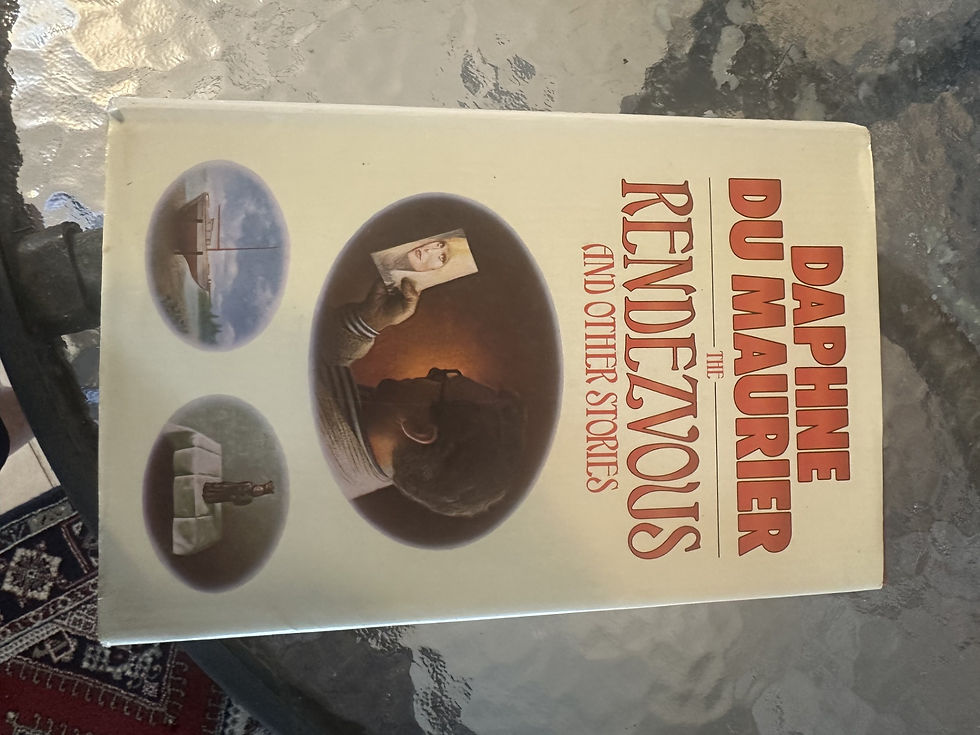 DAPHNE
DU MAURIER
THE
RENDEZVOUS
AND OTHER STORIES